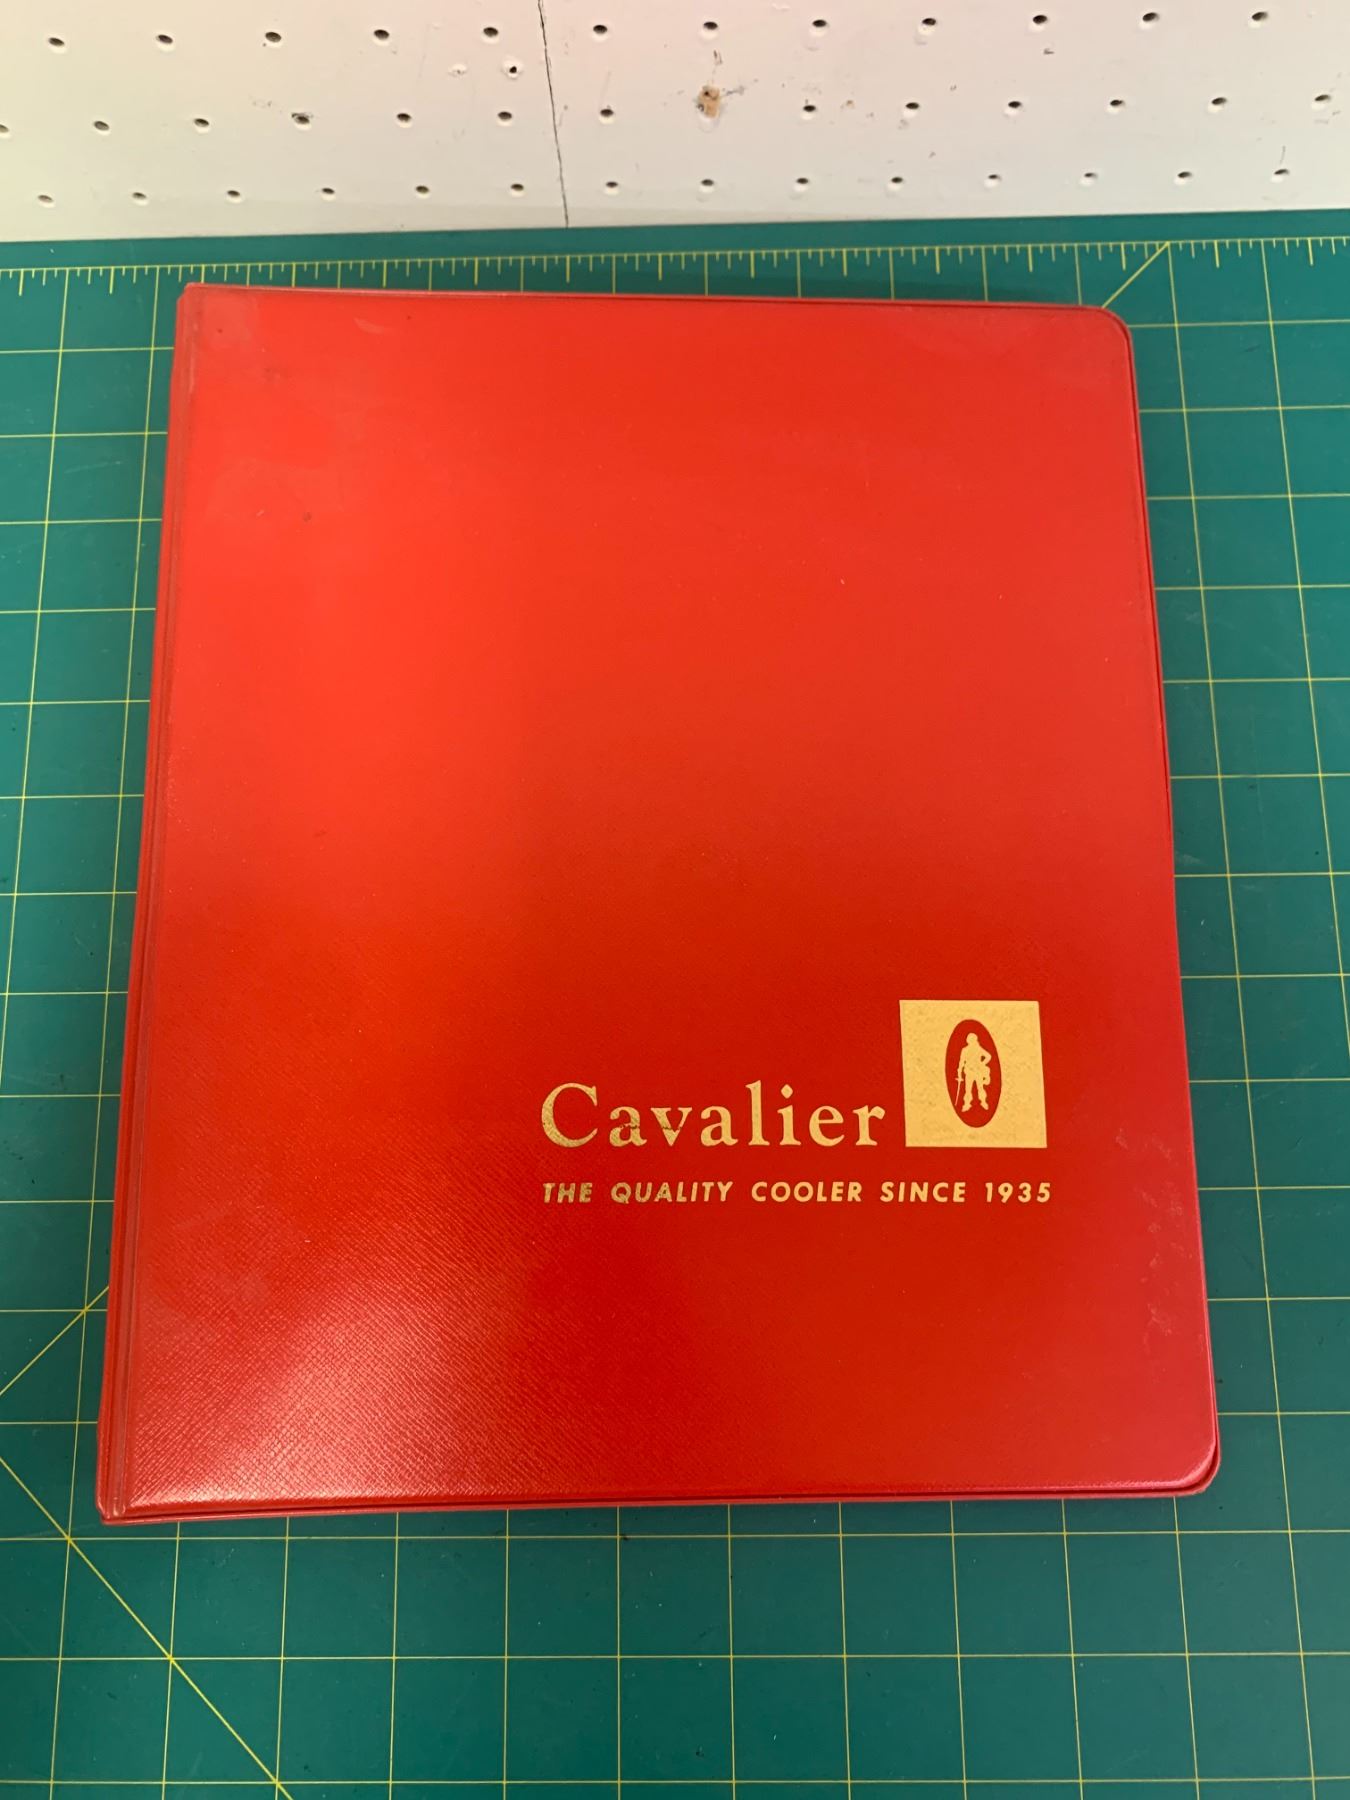 Cavalier
THE QUALITY COOLER SINCE 1935